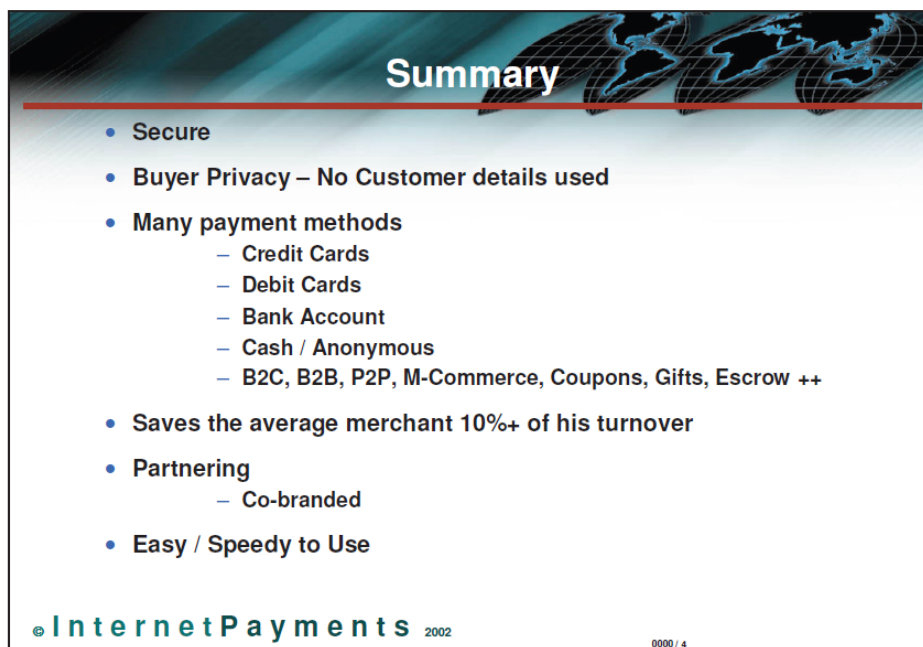 Summary
• Secure
• Buyer Privacy – No Customer details used
• Many payment methods
– Credit Cards
– Debit Cards
– Bank Account
– Cash / Anonymous
– B2C, B2B, P2P, M-Commerce, Coupons, Gifts, Escrow ++
• Saves the average merchant 10%+ of his turnover
• Partnering
– Co-branded
• Easy / Speedy to Use
© InternetPayments 2002
0000 / 4